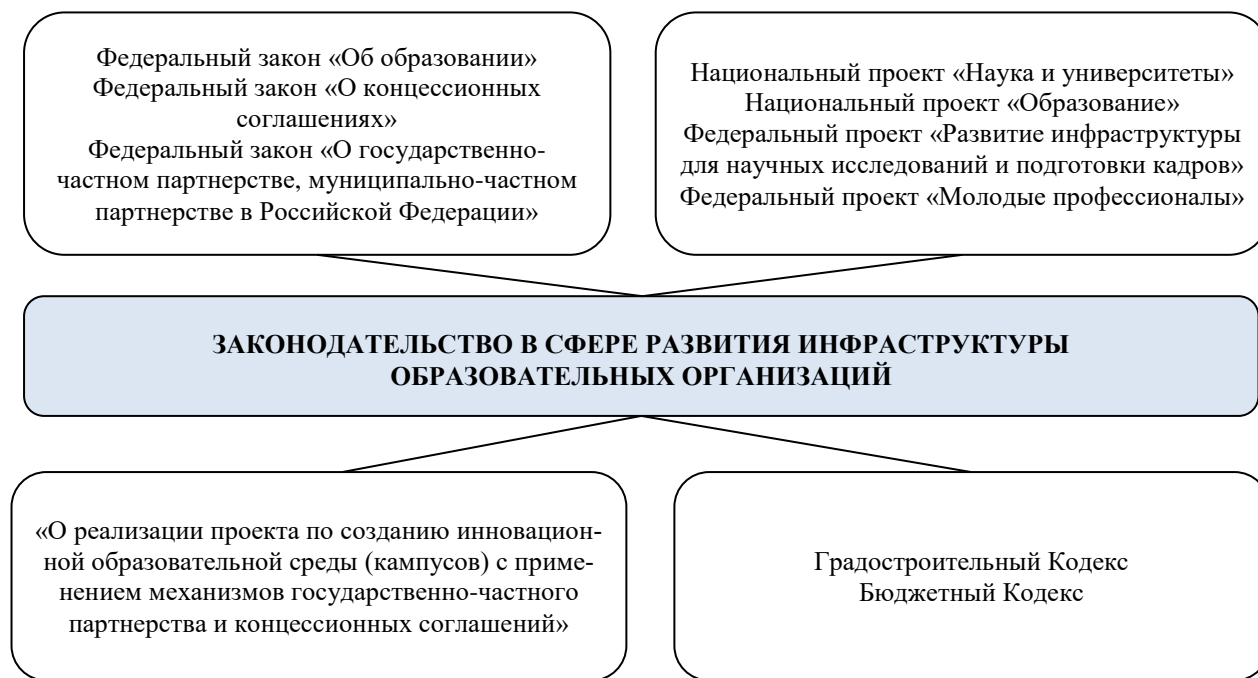 Федеральный закон «Об образовании»
Федеральный закон «О концессионных
соглашениях»
Федеральный закон «О государственно-
частном партнерстве, муниципально-частном
партнерстве в Российской Федерации»
Национальный проект «Наука и университеты»
Национальный проект «Образование»
Федеральный проект «Развитие инфраструктуры
для научных исследований и подготовки кадров»
Федеральный проект «Молодые профессионалы»
ЗАКОНОДАТЕЛЬСТВО В СФЕРЕ РАЗВИТИЯ ИНФРАСТРУКТУРЫ
ОБРАЗОВАТЕЛЬНЫХ ОРГАНИЗАЦИЙ
«О реализации проекта по созданию инновацион-
ной образовательной среды (кампусов) с приме-
нением механизмов государственно-частного
партнерства и концессионных соглашений»
Градостроительный Кодекс
Бюджетный Кодекс